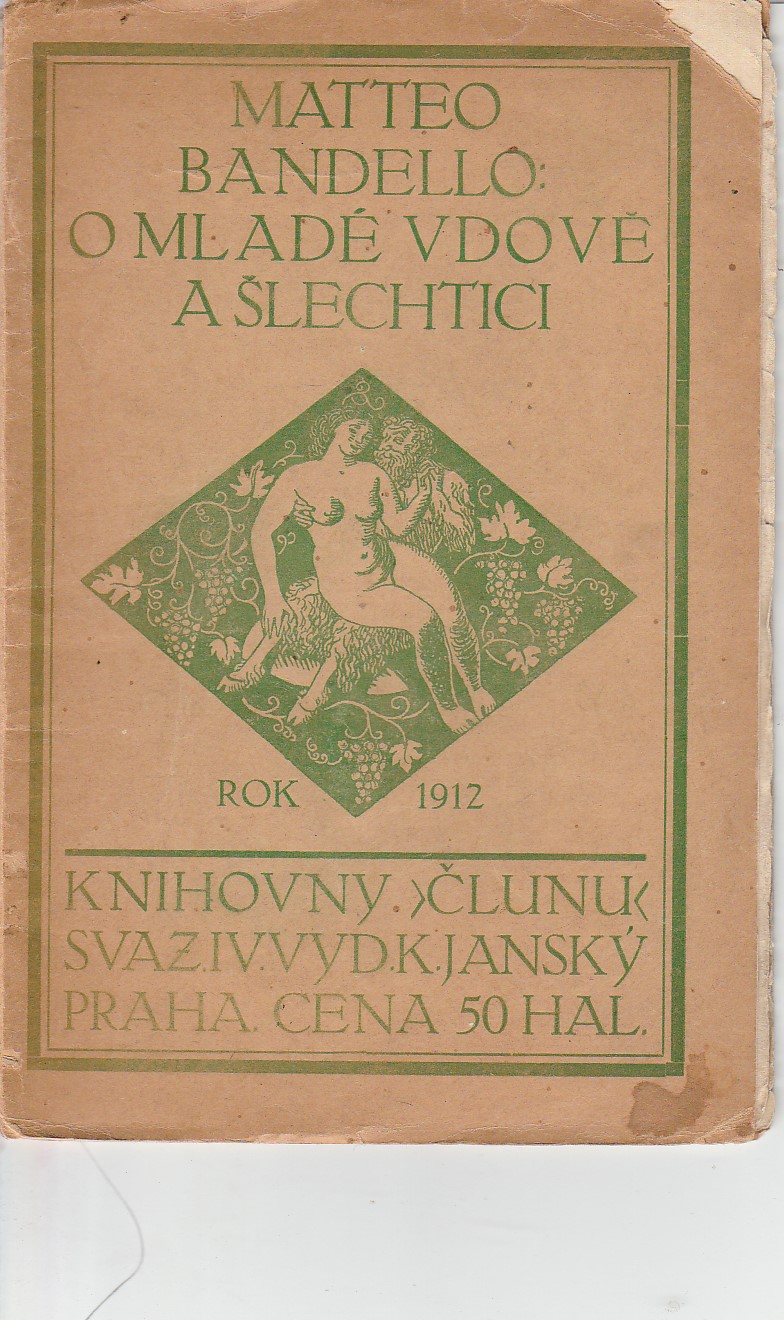 MATTEO
BANDELLO:
O MLADÉ VDOVĚ
A ŠLECHTICI
ROK 1912
KNIHOVNY ›ČLUNU‹
SVAZ.IV.VYD.K.JANSKÝ
PRAHA. CENA 50 HAL.